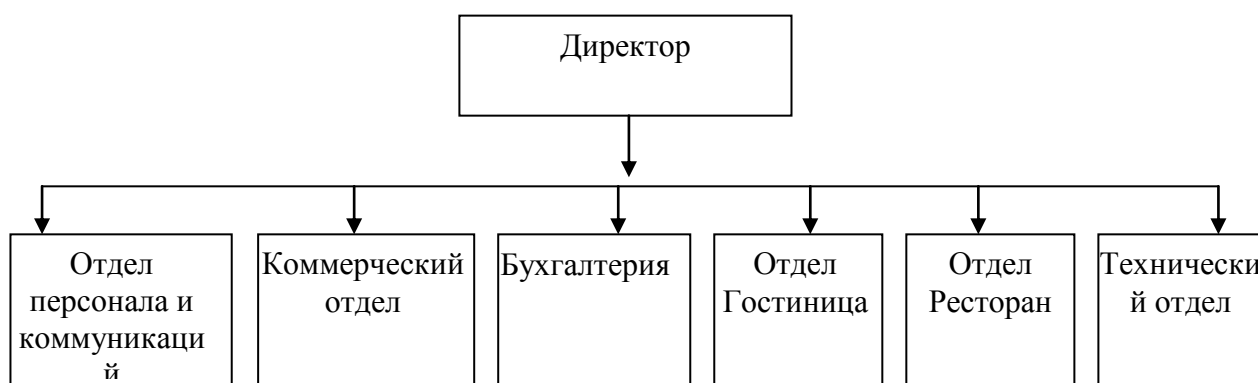 Директор
Отдел
персонала и
коммуникаци
й
Коммерческий
отдел
Бухгалтерия
Отдел
Гостиница
Отдел
Ресторан
Технически
й отдел